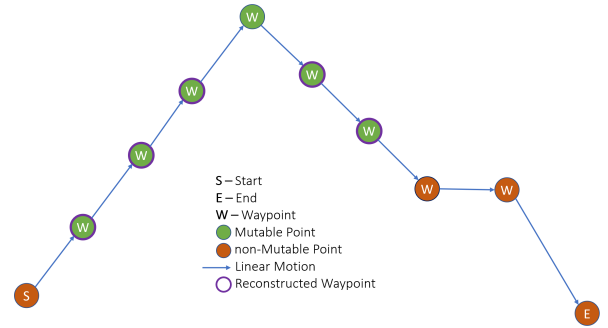 W
W
W
W
W
W
W
W
W
S
E
S – Start
E – End
W – Waypoint
Mutable Point
non-Mutable Point
Linear Motion
Reconstructed Waypoint